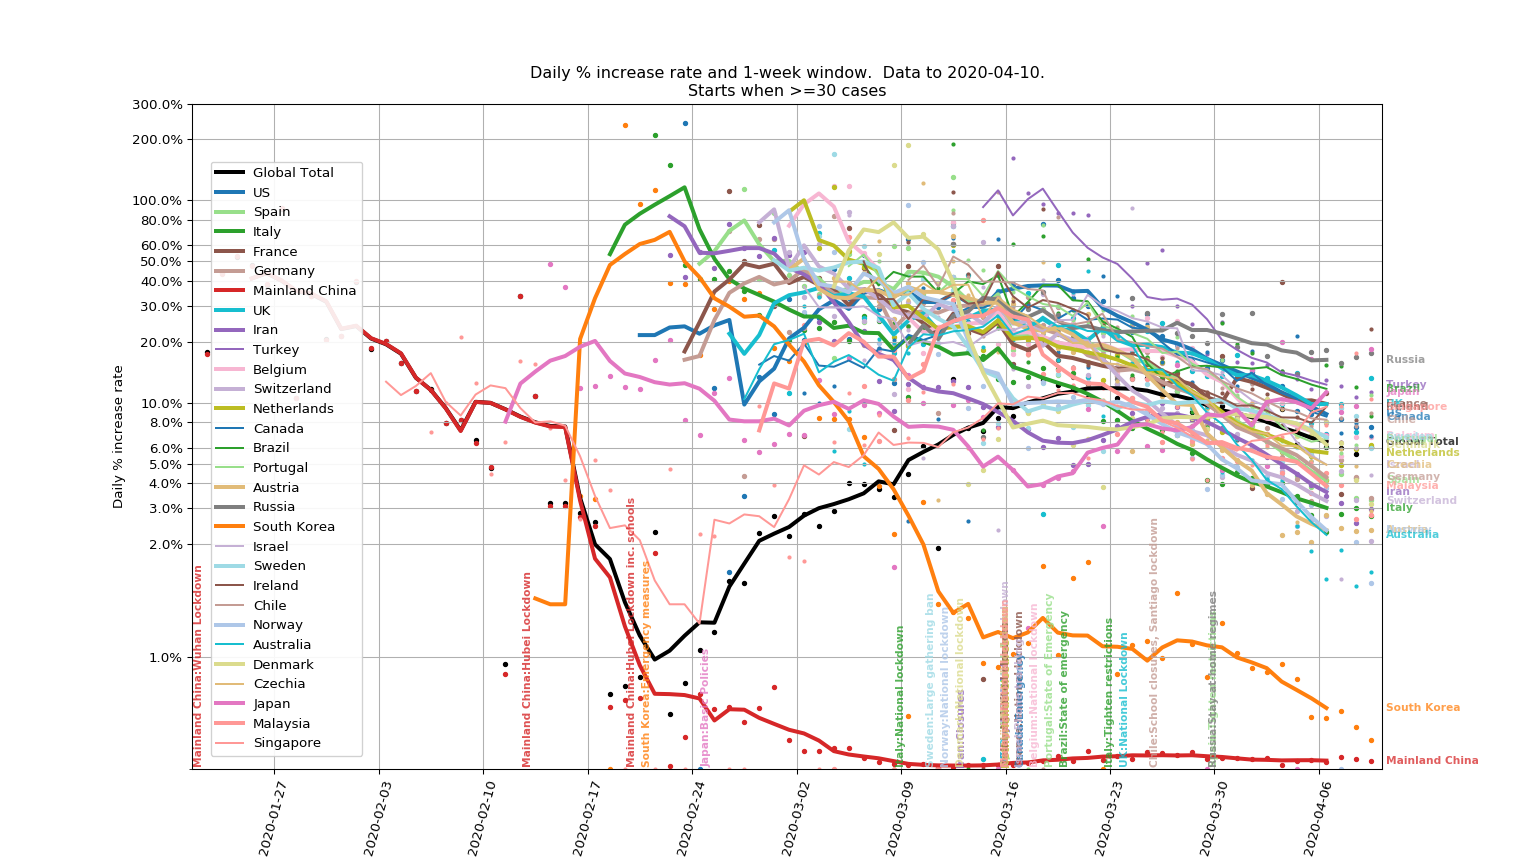 Daily % increase rate and 1-week window.  Data to 2020-04-10.
Starts when >=30 cases
Daily % increase rate
300.0%
200.0%
100.0%
80.0%
60.0%
50.0%
40.0%
30.0%
20.0%
10.0%
8.0%
6.0%
5.0%
4.0%
3.0%
2.0%
1.0%
Global Total
US
Spain
Italy
France
Germany
Mainland China
UK
Iran
Turkey
Belgium
Switzerland
Netherlands
Canada
Brazil
Portugal
Austria
Russia
South Korea
Israel
Sweden
Ireland
Chile
Norway
Australia
Denmark
Czechia
Japan
Malaysia
Singapore
Mainland China:Wuhan Lockdown
Mainland China:Hubei Lockdown
Mainland China:Hubei Lockdown inc. schools
South Korea:Emergency measures
Japan:Basic Policies
Italy:National lockdown
Sweden:Large gathering ban
Norway:National lockdown
Belgium:National lockdown
Portugal:State of Emergency
Brazil:State of emergency
Italy:Tighten restrictions
UK:National Lockdown
Chile:School closures, Santiago lockdown
Russia:Stay-at-home regimes
Russia
Turkey
Brazil
Japan
France
Canada
Chile
Global Total
Netherlands
Germany
Malaysia
Iran
Switzerland
Italy
Australia
South Korea
Mainland China
2020-01-27
2020-02-03
2020-02-10
2020-02-17
2020-02-24
2020-03-02
2020-03-09
2020-03-16
2020-03-23
2020-03-30
2020-04-06